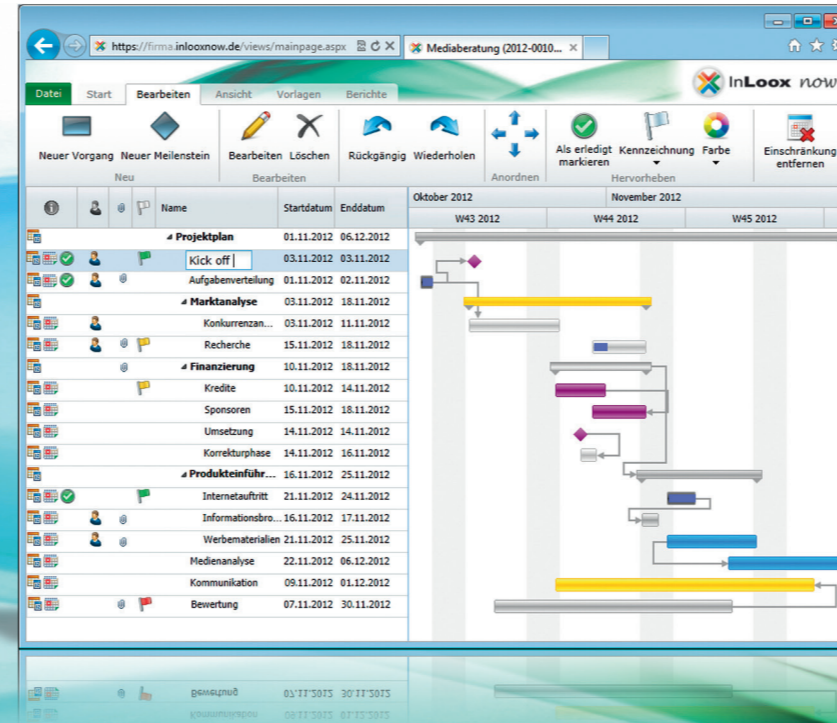 https://firma.inlooxnow.de/views/mainpage.aspx
Mediaberatung (2012-0010...
InLoox now
Datei Start Bearbeiten Ansicht Vorlagen Berichte
Neuer Vorgang Neuer Meilenstein Bearbeiten Löschen Rückgängig Wiederholen Als erledigt markieren Kennzeichnung Farbe Einschränkung entfernen
Neu Bearbeiten Anordnen Hervorheben
Name Startdatum Enddatum
Oktober 2012 November 2012
W43 2012 W44 2012 W45 2012
Projektplan 01.11.2012 06.12.2012
Kick off 03.11.2012 03.11.2012
Aufgabenverteilung 01.11.2012 02.11.2012
Marktanalyse 03.11.2012 18.11.2012
Konkurrenzan... 03.11.2012 11.11.2012
Recherche 15.11.2012 18.11.2012
Finanzierung 10.11.2012 18.11.2012
Kredite 10.11.2012 14.11.2012
Sponsoren 15.11.2012 18.11.2012
Umsetzung 14.11.2012 14.11.2012
Korrekturphase 14.11.2012 16.11.2012
Produkteinführ... 16.11.2012 25.11.2012
Internetauftritt 21.11.2012 24.11.2012
Informationsbro... 16.11.2012 17.11.2012
Werbematerialien 21.11.2012 25.11.2012
Medienanalyse 22.11.2012 06.12.2012
Kommunikation 09.11.2012 01.12.2012
Bewertung 07.11.2012 30.11.2012